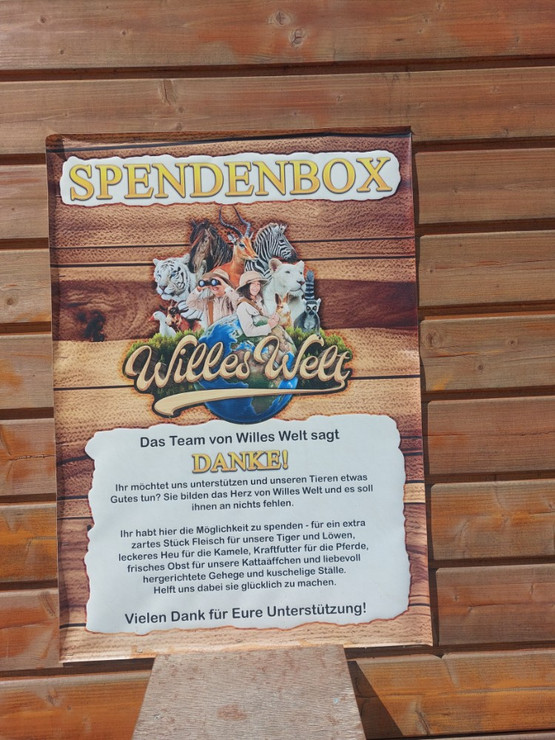 SPENDENBOX
Willes Welt
Das Team von Willes Welt sagt
DANKE!
Ihr möchtet uns unterstützen und unseren Tieren etwas
Gutes tun? Sie bilden das Herz von Willes Welt und es soll
ihnen an nichts fehlen.
Ihr habt hier die Möglichkeit zu spenden - für ein extra
zartes Stück Fleisch für unsere Tiger und Löwen,
leckeres Heu für die Kamele, Kraftfutter für die Pferde,
frisches Obst für unsere Kattaäffchen und liebevoll
hergerichtete Gehege und kuschelige Ställe.
Helft uns dabei sie glücklich zu machen.
Vielen Dank für Eure Unterstützung!